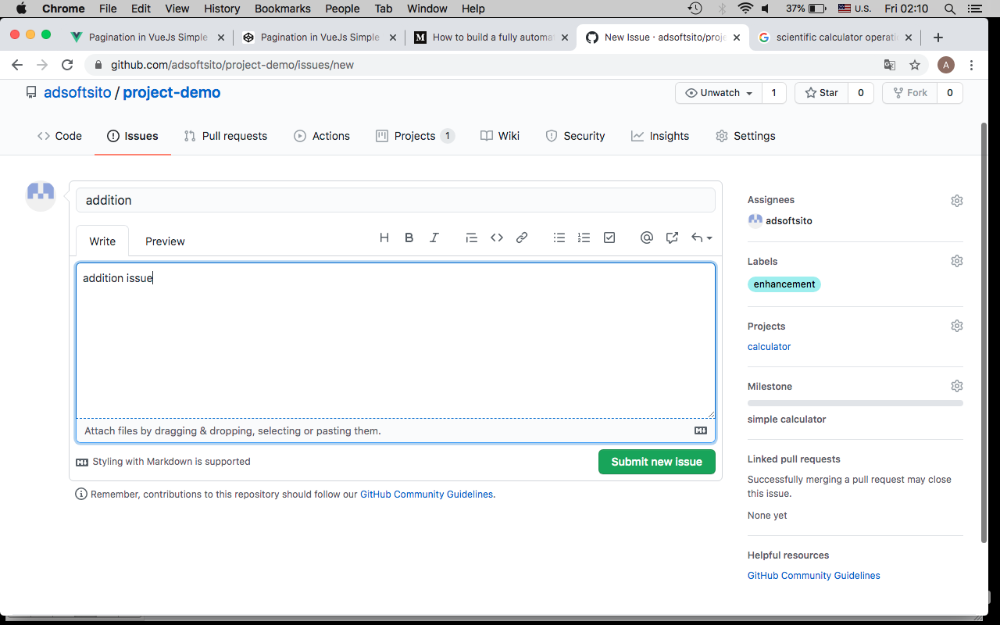 Chrome File Edit View History Bookmarks People Tab Window Help 37% U.S. Fri 02:10
Pagination in VueJs Simple Pagination in VueJs Simple How to build a fully automa New Issue · adsoftsito/proje scientific calculator operati
github.com/adsoftsito/project-demo/issues/new A
adsoftsito / project-demo Unwatch 1 Star 0 Fork 0
Code Issues Pull requests Actions Projects 1 Wiki Security Insights Settings
addition
Write Preview
addition issue
Attach files by dragging & dropping, selecting or pasting them.
Styling with Markdown is supported Submit new issue
Remember, contributions to this repository should follow our GitHub Community Guidelines.
Assignees
adsoftsito
Labels
enhancement
Projects
calculator
Milestone
simple calculator
Linked pull requests
Successfully merging a pull request may close
this issue.
None yet
Helpful resources
GitHub Community Guidelines